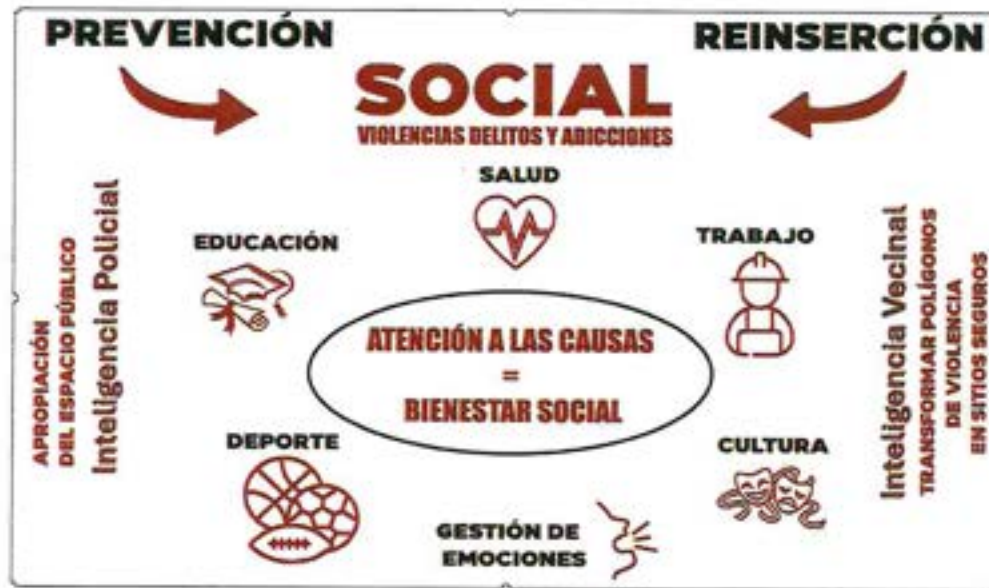 PREVENCIÓN
REINSERCIÓN
SOCIAL
VIOLENCIAS DELITOS Y ADICCIONES
SALUD
EDUCACIÓN
TRABAJO
APROPIACIÓN
DEL ESPACIO PÚBLICO
Inteligencia Policial
ATENCIÓN A LAS CAUSAS
=
BIENESTAR SOCIAL
Inteligencia Vecinal
TRANSFORMAR POLÍGONOS
DE VIOLENCIA
EN SITIOS SEGUROS
DEPORTE
CULTURA
GESTIÓN DE
EMOCIONES